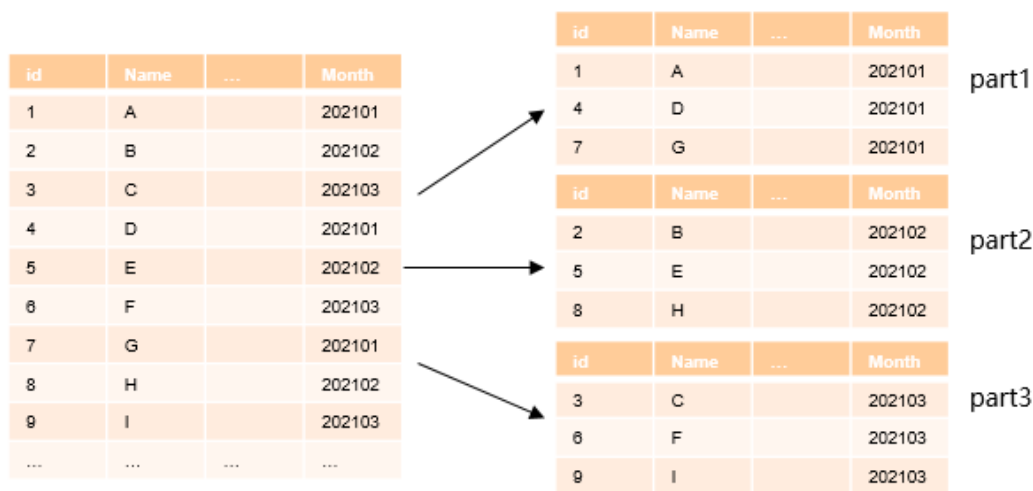 id Name ... Month
1 A 202101
2 B 202102
3 C 202103
4 D 202101
5 E 202102
6 F 202103
7 G 202101
8 H 202102
9 I 202103
... ... ... ...
id Name ... Month
1 A 202101
4 D 202101
7 G 202101
part1
id Name ... Month
2 B 202102
5 E 202102
8 H 202102
part2
id Name ... Month
3 C 202103
6 F 202103
9 I 202103
part3